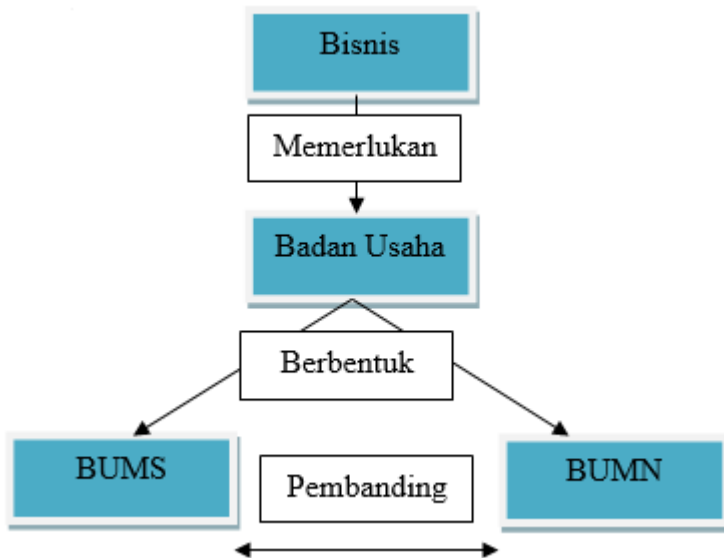 Bisnis
Memerlukan
Badan Usaha
Berbentuk
BUMS
Pembanding
BUMN